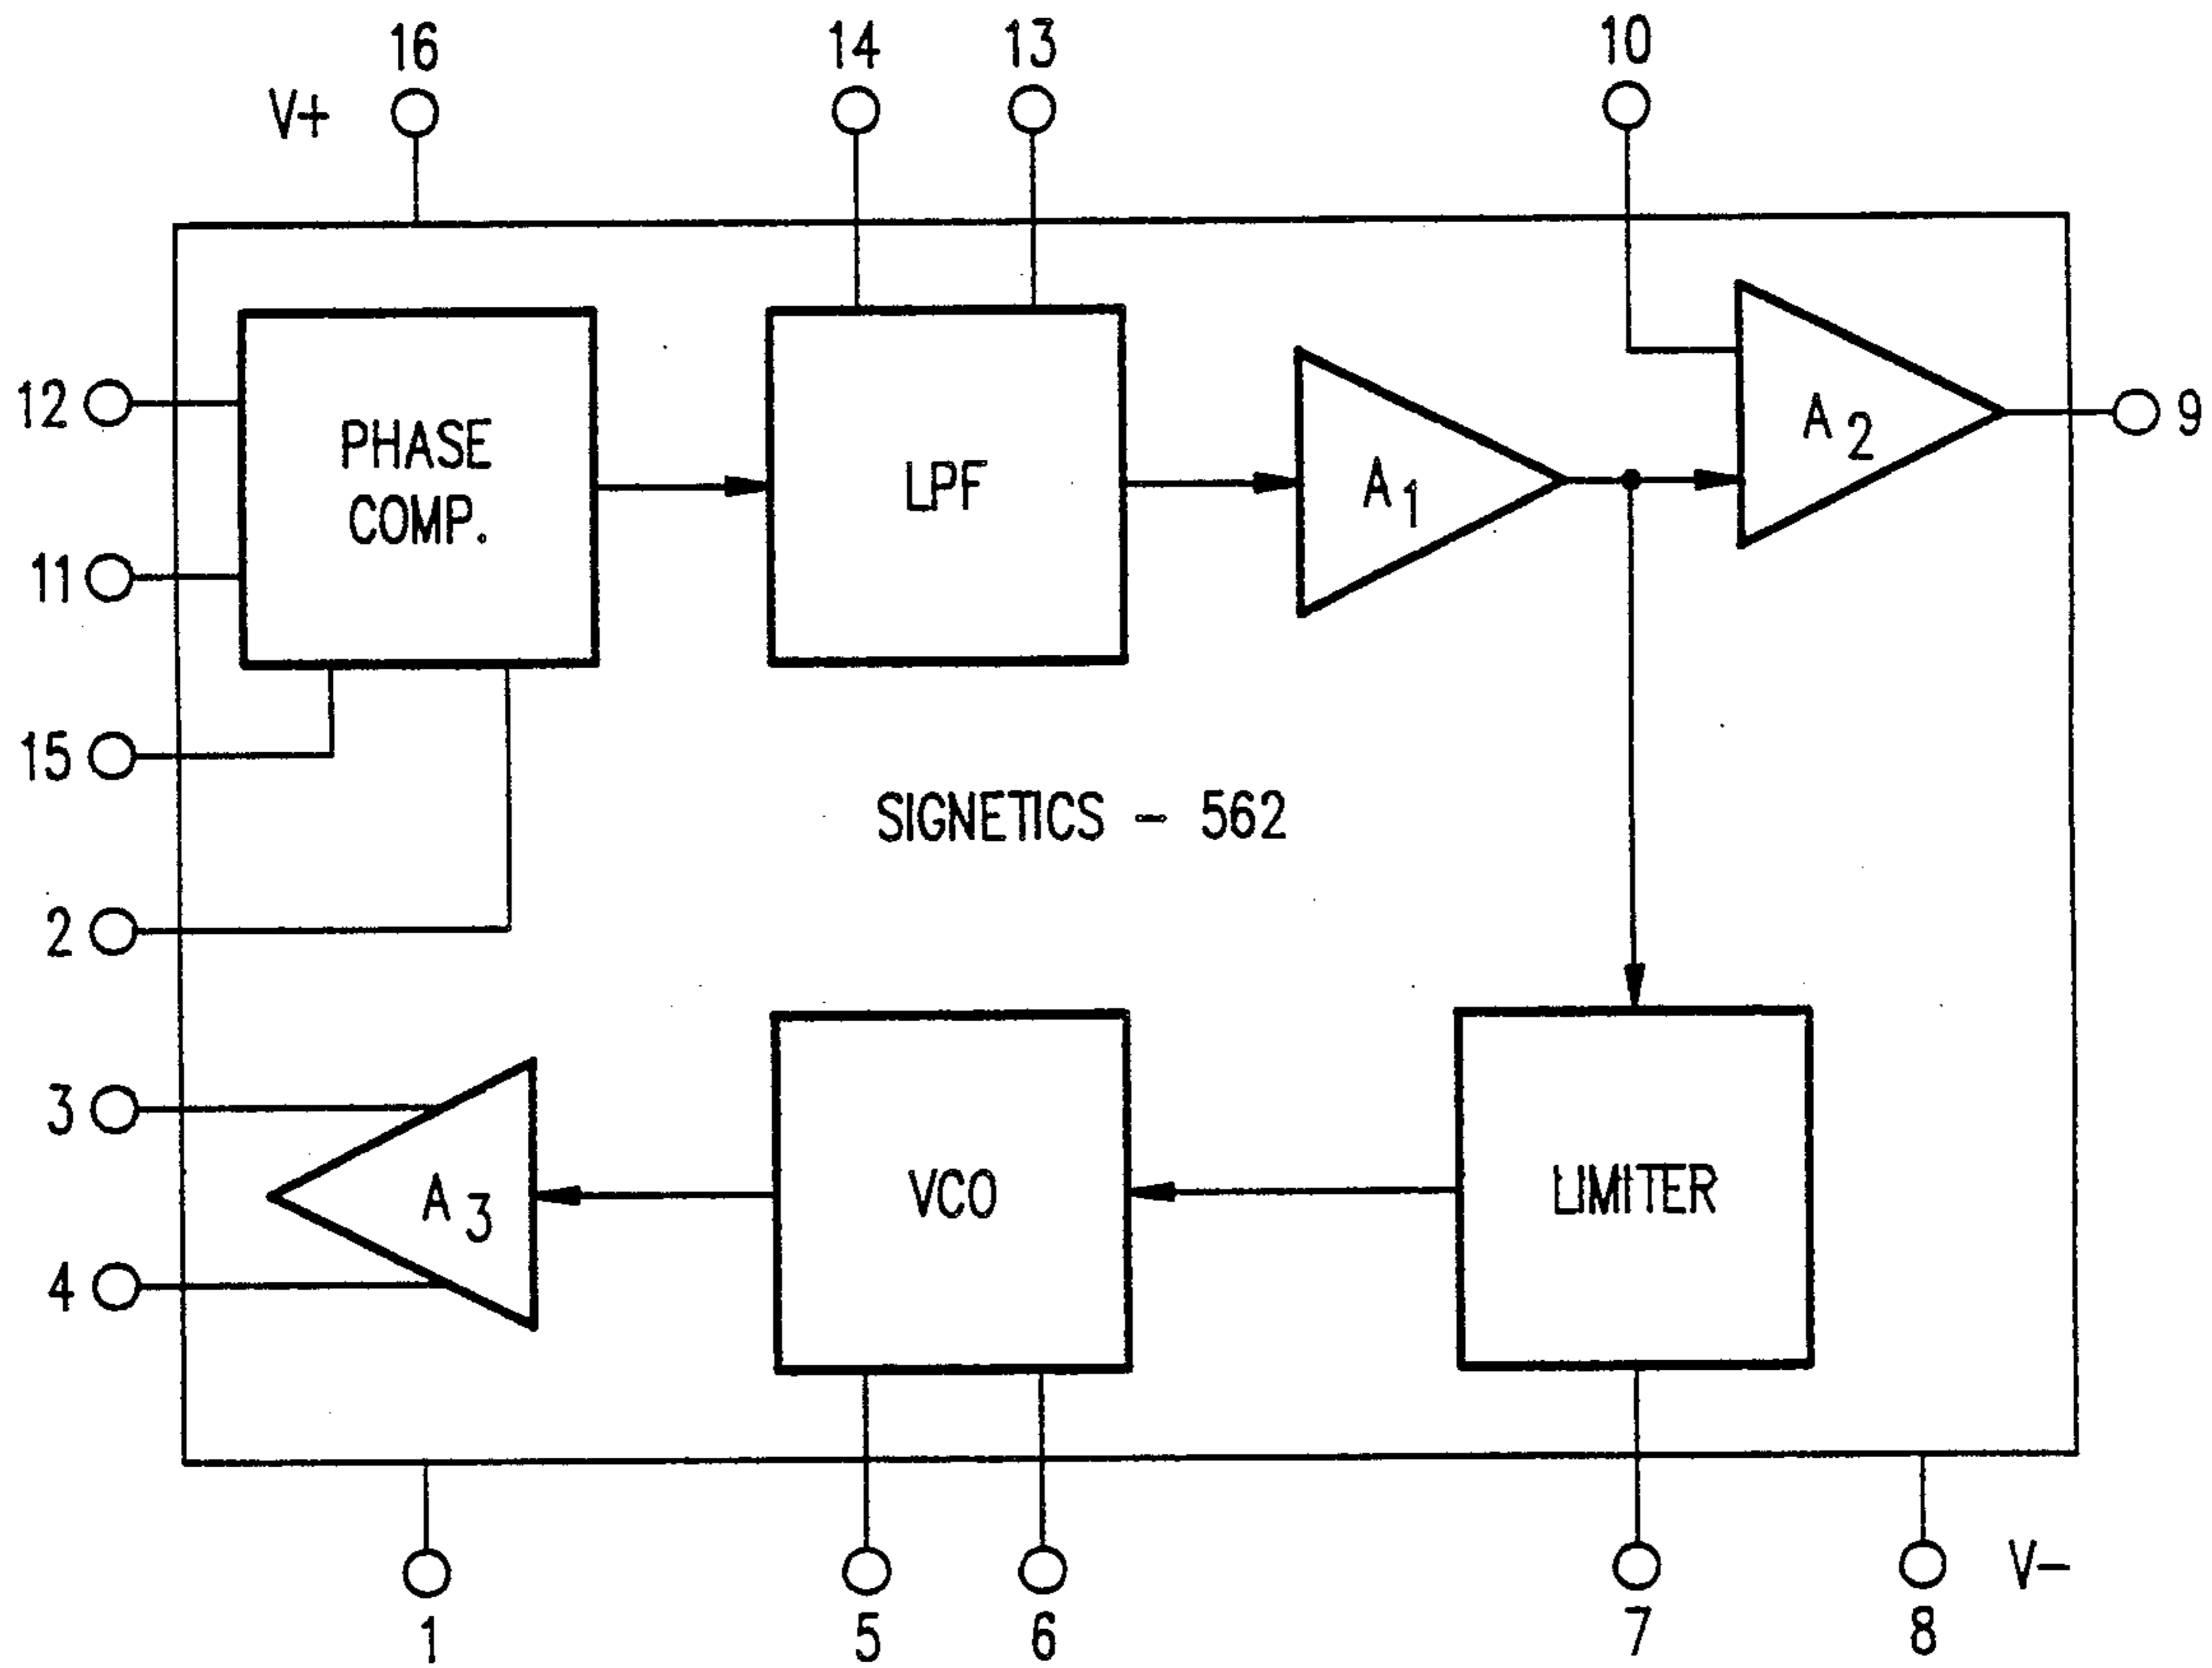 16
14
13
10
V+
12
PHASE
COMP.
LPF
A1
A2
9
11
15
SIGNETICS - 562
2
3
A3
VCO
LIMITER
4
V-
1
5
6
7
8